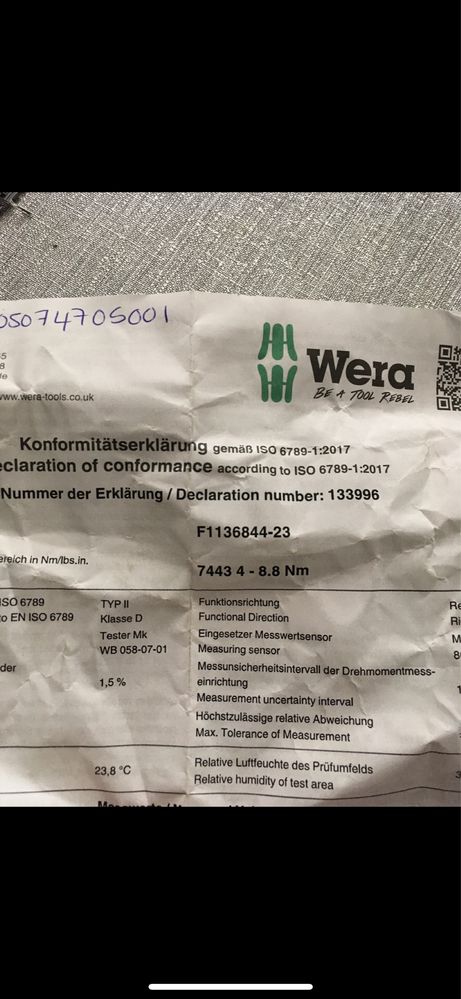 05074705001
www.wera-tools.co.uk
Wera
BE A TOOL REBEL
Konformitätserklärung gemäß ISO 6789-1:2017
eclaration of conformance according to ISO 6789-1:2017
Nummer der Erklärung / Declaration number: 133996
F1136844-23
ereich in Nm/lbs.in.
7443 4 - 8.8 Nm
ISO 6789 TYP II Funktionsrichtung Re
to EN ISO 6789 Klasse D Functional Direction Ri
Tester Mk Eingesetzer Messwertsensor M
WB 058-07-01 Measuring sensor
der Messunsicherheitsintervall der Drehmomentmess-
1,5 % einrichtung
Measurement uncertainty interval
Höchstzulässige relative Abweichung
Max. Tolerance of Measurement
23,8 °C Relative Luftfeuchte des Prüfumfelds
Relative humidity of test area